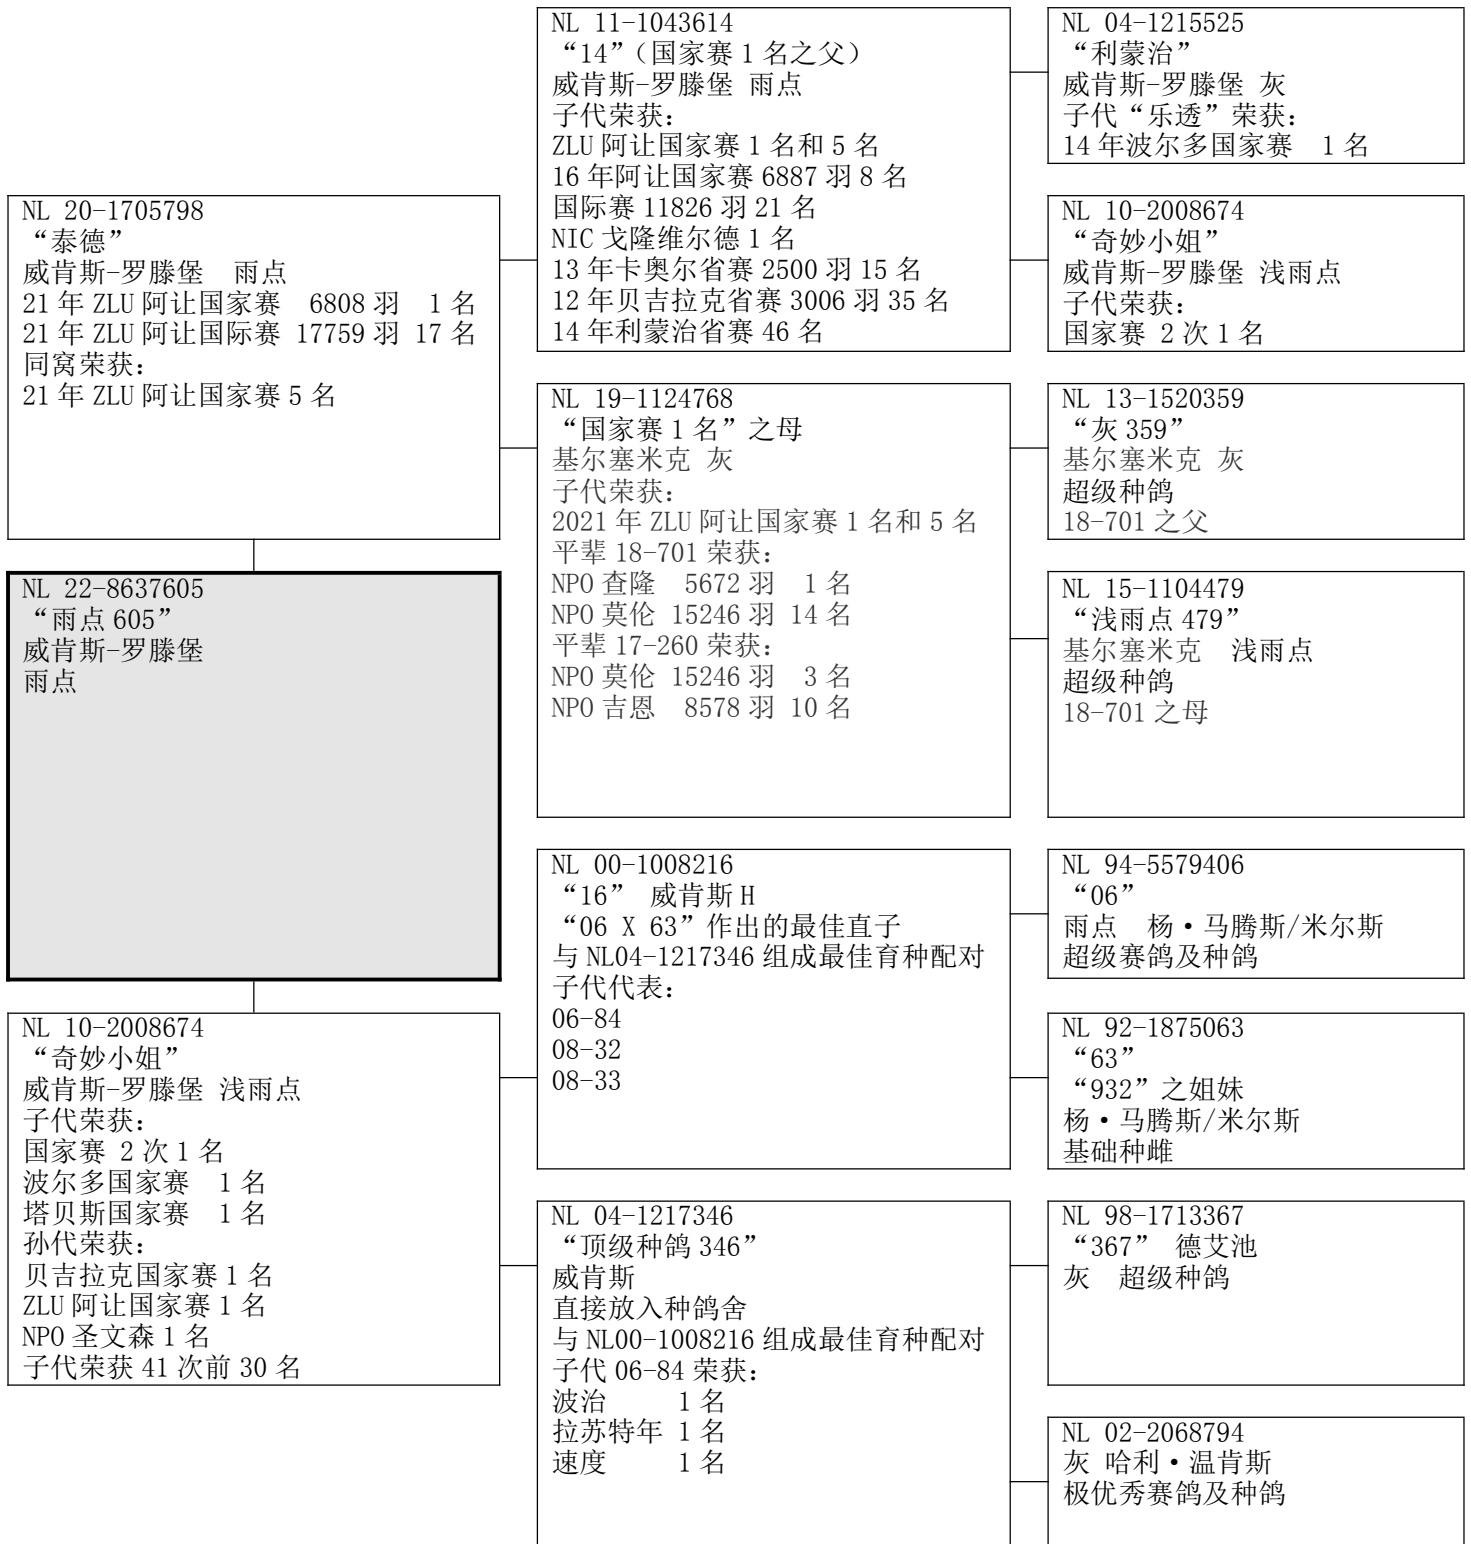 NL 20-1705798
“泰德”
威肯斯-罗滕堡 雨点
21 年 ZLU 阿让国家赛 6808 羽 1 名
21 年 ZLU 阿让国际赛 17759 羽 17 名
同窝荣获：
21 年 ZLU 阿让国家赛 5 名
NL 22-8637605
“雨点 605”
威肯斯-罗滕堡
雨点
NL 10-2008674
“奇妙小姐”
威肯斯-罗滕堡 浅雨点
子代荣获：
国家赛 2 次 1 名
波尔多国家赛 1 名
塔贝斯国家赛 1 名
孙代荣获：
贝吉拉克国家赛 1 名
ZLU 阿让国家赛 1 名
NPO 圣文森 1 名
子代荣获 41 次前 30 名
NL 11-1043614
“14”（国家赛 1 名之父）
威肯斯-罗滕堡 雨点
子代荣获：
ZLU 阿让国家赛 1 名和 5 名
16 年阿让国家赛 6887 羽 8 名
国际赛 11826 羽 21 名
NIC 戈隆维尔德 1 名
13 年卡奥尔省赛 2500 羽 15 名
12 年贝吉拉克省赛 3006 羽 35 名
14 年利蒙治省赛 46 名
NL 19-1124768
“国家赛 1 名”之母
基尔塞米克 灰
子代荣获：
2021 年 ZLU 阿让国家赛 1 名和 5 名
平辈 18-701 荣获：
NPO 查隆 5672 羽 1 名
NPO 莫伦 15246 羽 14 名
平辈 17-260 荣获：
NPO 莫伦 15246 羽 3 名
NPO 吉恩 8578 羽 10 名
NL 00-1008216
“16” 威肯斯 H
“06 X 63”作出的最佳直子
与 NL04-1217346 组成最佳育种配对
子代代表：
06-84
08-32
08-33
NL 04-1217346
“顶级种鸽 346”
威肯斯
直接放入种鸽舍
与 NL00-1008216 组成最佳育种配对
子代 06-84 荣获：
波治 1 名
拉苏特年 1 名
速度 1 名
NL 04-1215525
“利蒙治”
威肯斯-罗滕堡 灰
子代“乐透”荣获：
14 年波尔多国家赛 1 名
NL 10-2008674
“奇妙小姐”
威肯斯-罗滕堡 浅雨点
子代荣获：
国家赛 2 次 1 名
NL 13-1520359
“灰 359”
基尔塞米克 灰
超级种鸽
18-701 之父
NL 15-1104479
“浅雨点 479”
基尔塞米克 浅雨点
超级种鸽
18-701 之母
NL 94-5579406
“06”
雨点 杨•马腾斯/米尔斯
超级赛鸽及种鸽
NL 92-1875063
“63”
“932”之姐妹
杨•马腾斯/米尔斯
基础种雌
NL 98-1713367
“367” 德艾池
灰 超级种鸽
NL 02-2068794
灰 哈利•温肯斯
极优秀赛鸽及种鸽